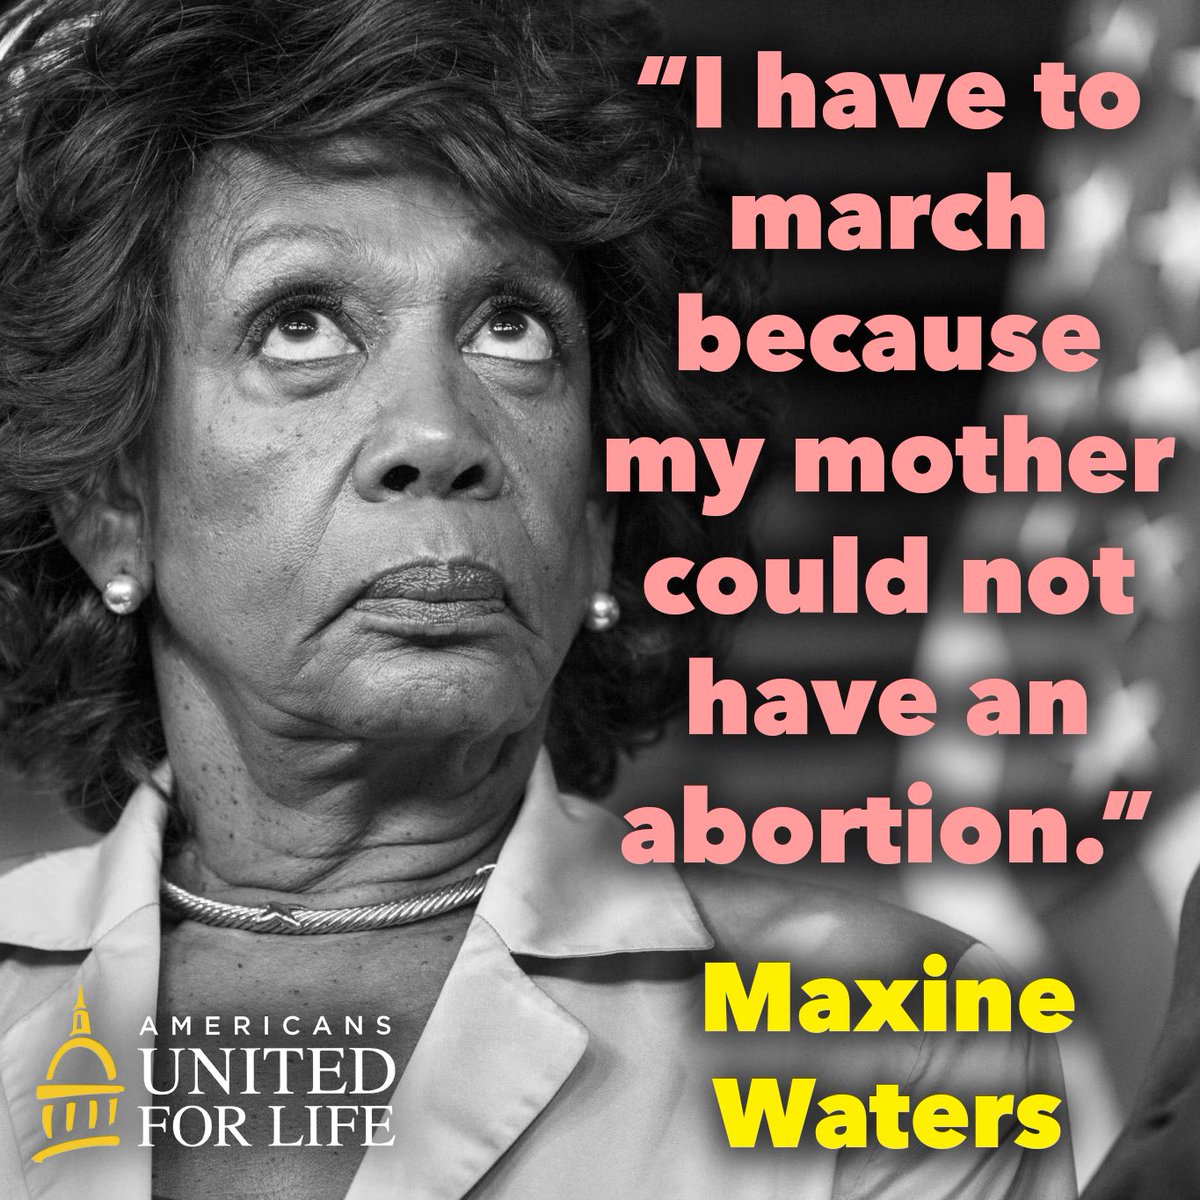 “I have to
march
because
my mother
could not
have an
abortion.”
Maxine
Waters
AMERICANS
UNITED
FOR LIFE